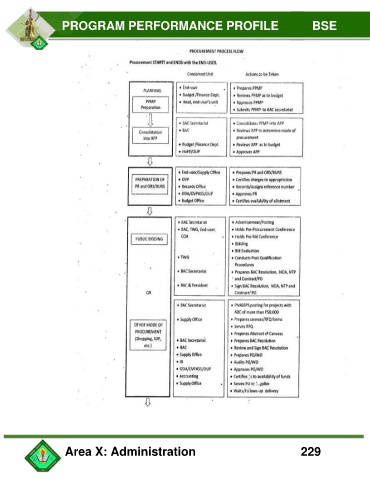 PROGRAM PERFORMANCE PROFILE BSE
PROCUREMENT PROCESS FLOW
Procurement STARTS and ENDS with the END-USER.
Concerned Unit Actions to be Taken
PLANNING
PPMP
Preparation
Consolidation
into APP
• End-user
• Budget /Finance Dept.
• Head, end-user's unit
• Prepares PPMP
• Reviews PPMP as to budget
• Approves PPMP
• Submits PPMP to BAC secretariat
• BAC Secretariat
• BAC
• Budget /Finance Dept.
• HoPE/OUP
• Consolidates PPMP into APP
• Reviews APP to determine mode of
procurement
• Reviews APP as to budget
• Approves APP
PREPARATION OF
PR and ORS/BURS
• End-user/Supply Office
• OVP
• Records Office
• ODA/OVPASS/OUP
• Budget Office
• Prepares PR and ORS/BURS
• Certifies charges to appropriation
• Records/Assigns reference number
• Approves PR
• Certifies availability of allotment
PUBLIC BIDDING
OR
• BAC Secretariat
• BAC, TWG, End-user,
COA
• TWG
• BAC Secretariat
• BAC & President
• Advertisement/Posting
• Holds Pre-Procurement Conference
• Holds Pre-Bid Conference
• Bidding
• Bid Evaluation
• Conducts Post Qualification
Procedures
• Prepares BAC Resolution, NOA, NTP
and Contract/PO
• Sign BAC Resolution, NOA, NTP and
Contract/PO
OTHER MODE OF
PROCUREMENT
(Shopping, SVP,
etc.)
• BAC Secretariat
• Supply Office
• BAC Secretariat
• BAC
• Supply Office
• IA
• ODA/OVPASS/OUP
• Accounting
• Supply Office
• PhilGEPS posting for projects with
ABC of more than P50,000
• Prepares canvass/RFQ forms
• Serves RFQ
• Prepares Abstract of Canvass
• Prepares BAC Resolution
• Review and Sign BAC Resolution
• Prepares PO/WO
• Audits PO/WO
• Approves PO/WO
• Certifies to availability of funds
• Serves PO to
• Waits/Follows-up delivery
Area X: Administration 229